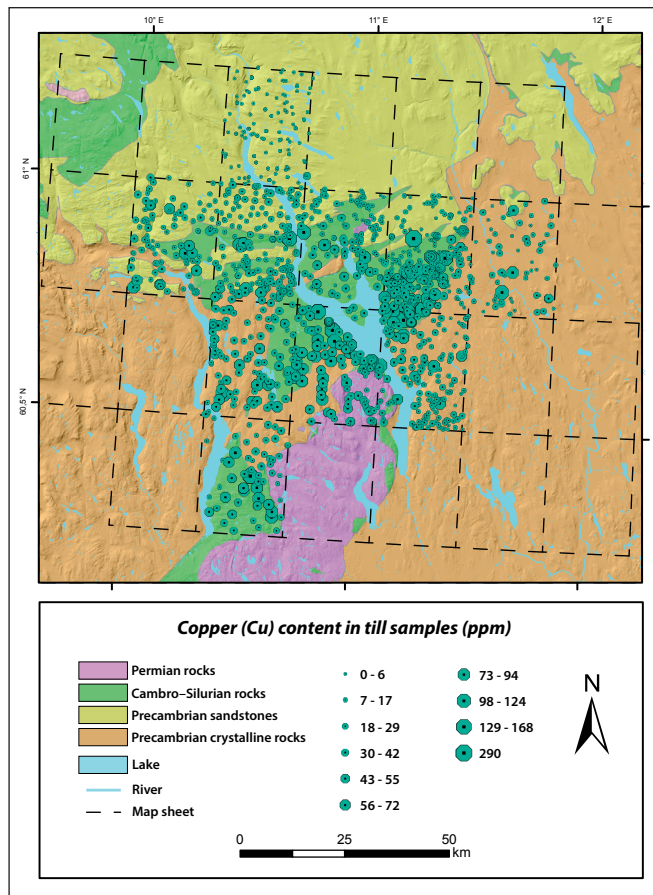 10° E 11° E 12° E
61° N
60,5° N
Copper (Cu) content in till samples (ppm)
Permian rocks
Cambro–Silurian rocks
Precambrian sandstones
Precambrian crystalline rocks
Lake
River
Map sheet
0 - 6
7 - 17
18 - 29
30 - 42
43 - 55
56 - 72
73 - 94
98 - 124
129 - 168
290
N
0 25 50
km